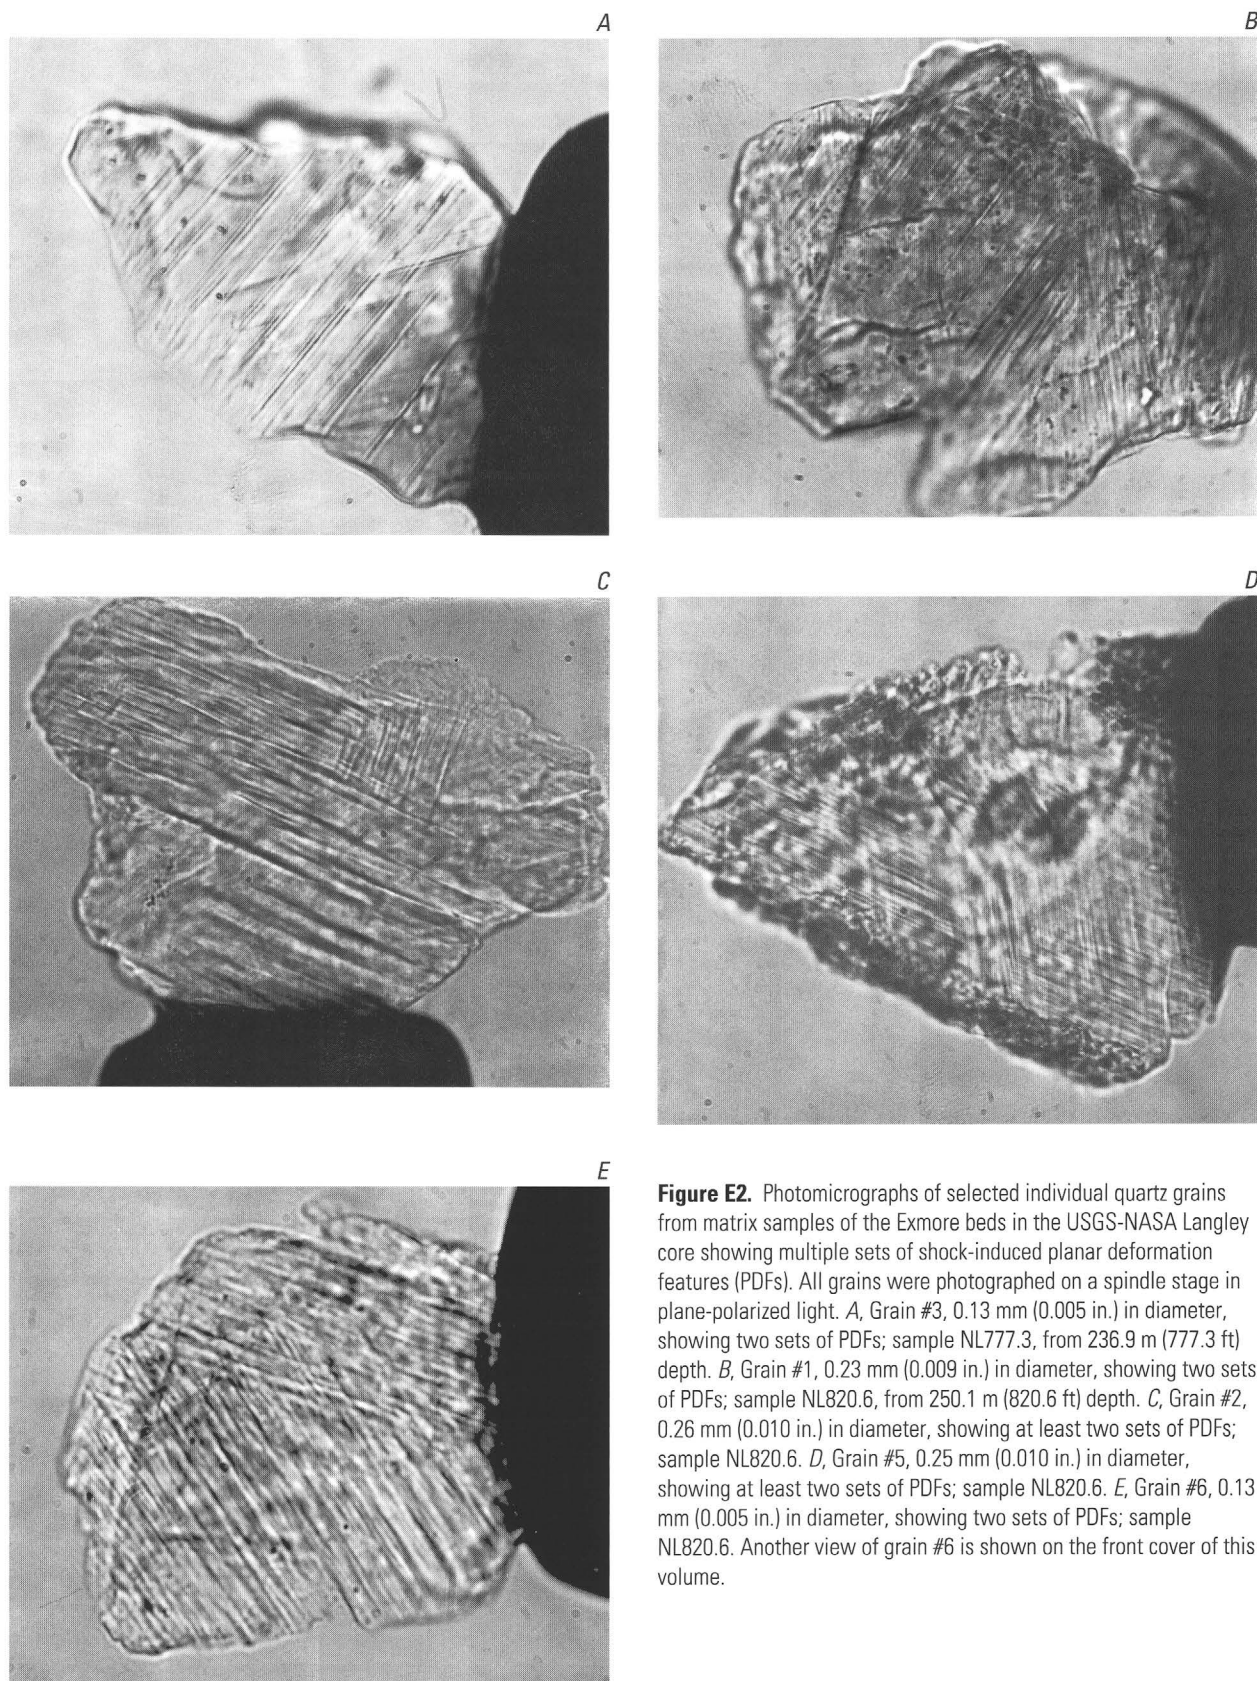 A
B
C
D
E
Figure E2. Photomicrographs of selected individual quartz grains
from matrix samples of the Exmore beds in the USGS-NASA Langley
core showing multiple sets of shock-induced planar deformation
features (PDFs). All grains were photographed on a spindle stage in
plane-polarized light. A, Grain #3, 0.13 mm (0.005 in.) in diameter,
showing two sets of PDFs; sample NL777.3, from 236.9 m (777.3 ft)
depth. B, Grain #1, 0.23 mm (0.009 in.) in diameter, showing two sets
of PDFs; sample NL820.6, from 250.1 m (820.6 ft) depth. C, Grain #2,
0.26 mm (0.010 in.) in diameter, showing at least two sets of PDFs;
sample NL820.6. D, Grain #5, 0.25 mm (0.010 in.) in diameter,
showing at least two sets of PDFs; sample NL820.6. E, Grain #6, 0.13
mm (0.005 in.) in diameter, showing two sets of PDFs; sample
NL820.6. Another view of grain #6 is shown on the front cover of this
volume.